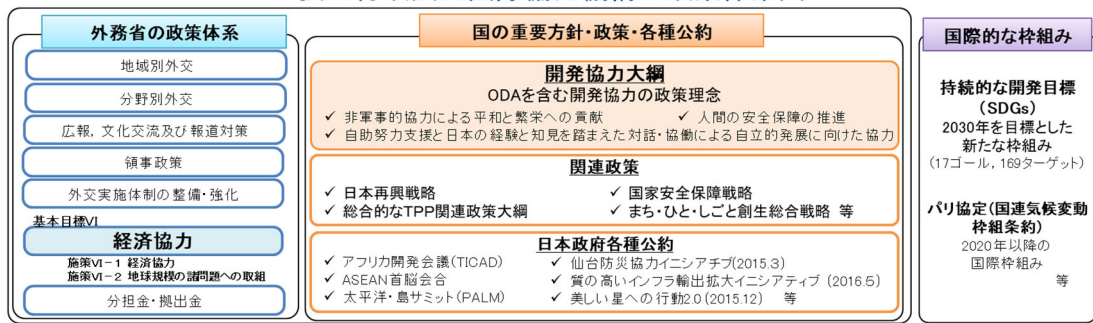 外務省の政策体系
地域別外交
分野別外交
広報，文化交流及び報道対策
領事政策
外交実施体制の整備・強化
基本目標Ⅵ
経済協力
施策Ⅵ－１ 経済協力
施策Ⅵ－２ 地球規模の諸問題への取組
分担金・拠出金
国の重要方針・政策・各種公約
開発協力大綱
ODAを含む開発協力の政策理念
✓ 非軍事的協力による平和と繁栄への貢献 ✓ 人間の安全保障の推進
✓ 自助努力支援と日本の経験と知見を踏まえた対話・協働による自立的発展に向けた協力
関連政策
✓ 日本再興戦略 ✓ 国家安全保障戦略
✓ 総合的なTPP関連政策大綱 ✓ まち・ひと・しごと創生総合戦略 等
日本政府各種公約
✓ アフリカ開発会議(TICAD) ✓ 仙台防災協力イニシアチブ(2015.3)
✓ ASEAN首脳会合 ✓ 質の高いインフラ輸出拡大イニシアティブ (2016.5)
✓ 太平洋・島サミット(PALM) ✓ 美しい星への行動2.0(2015.12) 等
国際的な枠組み
持続的な開発目標
(SDGs)
2030年を目標とした
新たな枠組み
(17ゴール，169ターゲット)
パリ協定(国連気候変動
枠組条約)
2020年以降の
国際枠組み
等